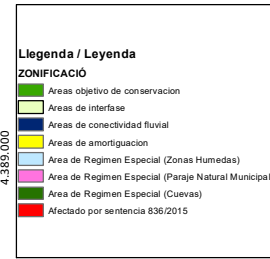 Llegenda / Leyenda
ZONIFICACIÓ
Areas objetivo de conservacion
Areas de interfase
Areas de conectividad fluvial
Areas de amortiguacion
Area de Regimen Especial (Zonas Humedas)
Area de Regimen Especial (Paraje Natural Municipal
Area de Regimen Especial (Cuevas)
Afectado por sentencia 836/2015
4.389.000